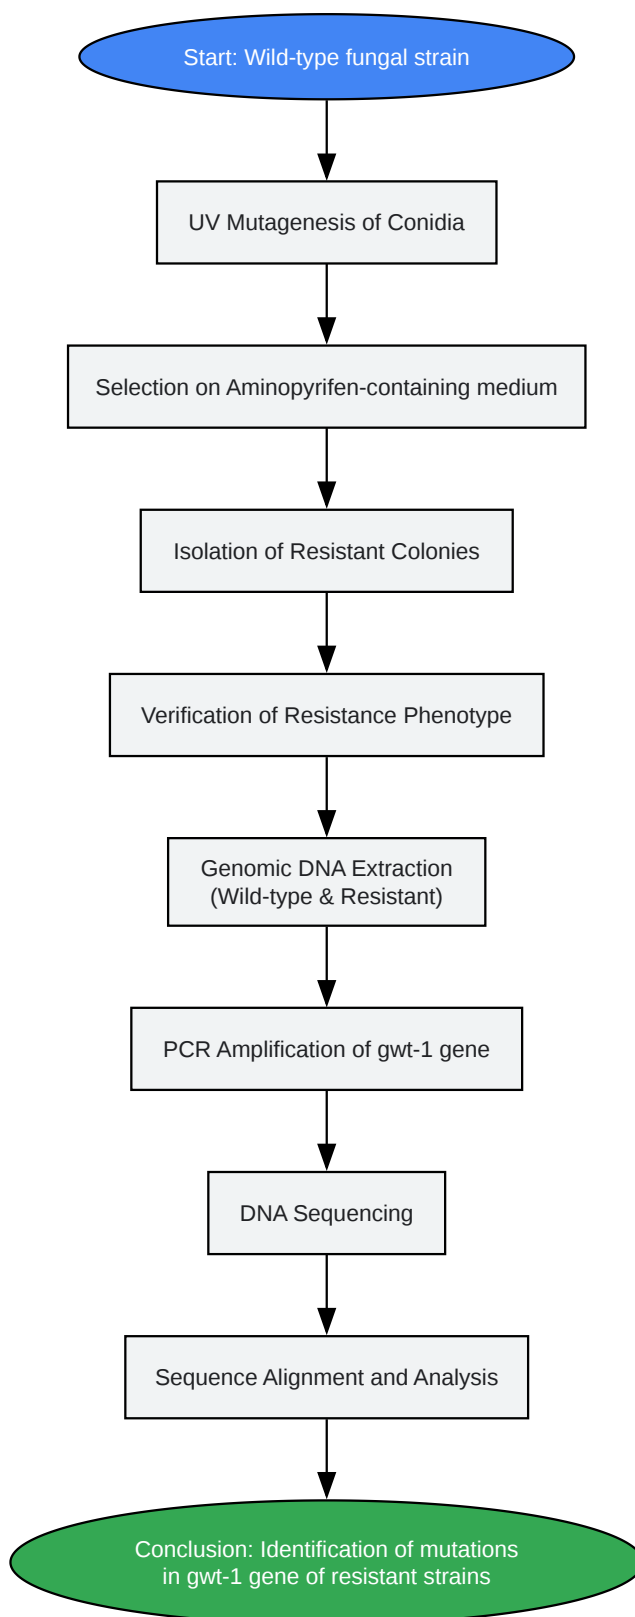 Start: Wild-type fungal strain
UV Mutagenesis of Conidia
Selection on Aminopyrifen-containing medium
Isolation of Resistant Colonies
Verification of Resistance Phenotype
Genomic DNA Extraction
(Wild-type & Resistant)
PCR Amplification of gwt-1 gene
DNA Sequencing
Sequence Alignment and Analysis
Conclusion: Identification of mutations
in gwt-1 gene of resistant strains